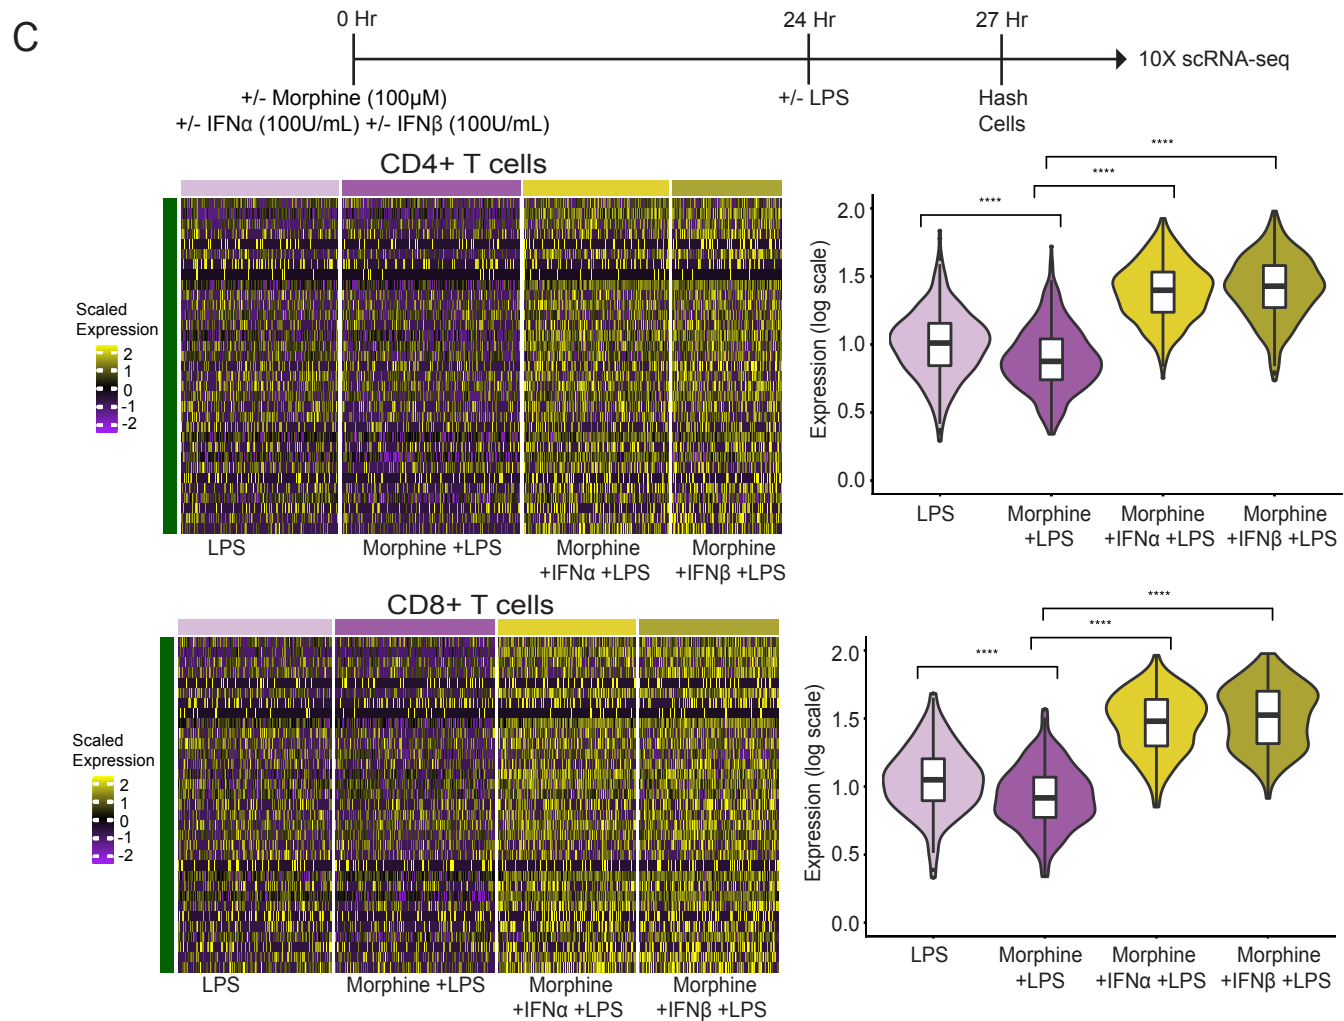 C
0 Hr
24 Hr
27 Hr
10X scRNA-seq
+/- Morphine (100µM)
+/- IFNα (100U/mL) +/- IFNβ (100U/mL)
+/- LPS
Hash
Cells
CD4+ T cells
Scaled
Expression
2
1
0
-1
-2
LPS
Morphine +LPS
Morphine
+IFNα +LPS
Morphine
+IFNβ +LPS
Expression (log scale)
2.0
1.5
1.0
0.5
0.0
****
****
****
LPS
Morphine
+LPS
Morphine
+IFNα +LPS
Morphine
+IFNβ +LPS
CD8+ T cells
Scaled
Expression
2
1
0
-1
-2
LPS
Morphine +LPS
Morphine
+IFNα +LPS
Morphine
+IFNβ +LPS
Expression (log scale)
2.0
1.5
1.0
0.5
0.0
****
****
****
LPS
Morphine
+LPS
Morphine
+IFNα +LPS
Morphine
+IFNβ +LPS